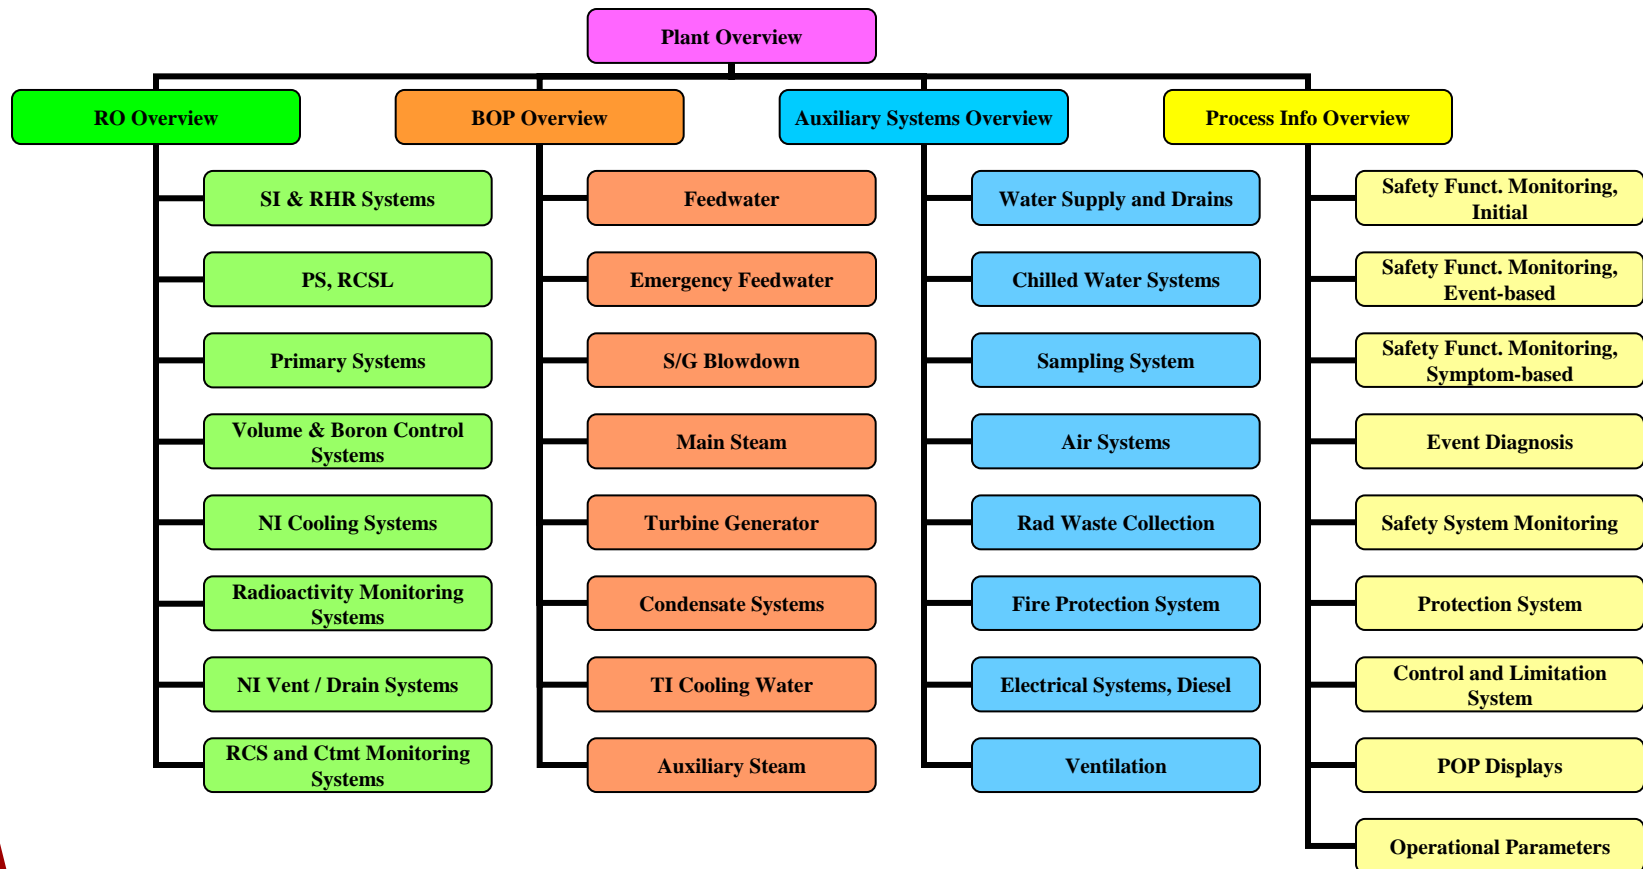 Plant Overview
RO Overview
BOP Overview
Auxiliary Systems Overview
Process Info Overview
SI & RHR Systems
PS, RCSL
Primary Systems
Volume & Boron Control
Systems
NI Cooling Systems
Radioactivity Monitoring
Systems
NI Vent / Drain Systems
RCS and Ctmt Monitoring
Systems
Feedwater
Emergency Feedwater
S/G Blowdown
Main Steam
Turbine Generator
Condensate Systems
TI Cooling Water
Auxiliary Steam
Water Supply and Drains
Chilled Water Systems
Sampling System
Air Systems
Rad Waste Collection
Fire Protection System
Electrical Systems, Diesel
Ventilation
Safety Funct. Monitoring,
Initial
Safety Funct. Monitoring,
Event-based
Safety Funct. Monitoring,
Symptom-based
Event Diagnosis
Safety System Monitoring
Protection System
Control and Limitation
System
POP Displays
Operational Parameters